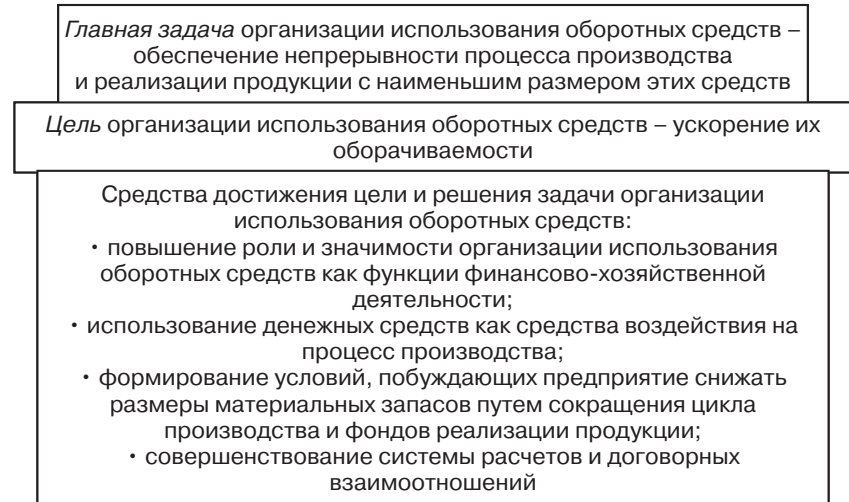 Главная задача организации использования оборотных средств –
обеспечение непрерывности процесса производства
и реализации продукции с наименьшим размером этих средств
Цель организации использования оборотных средств – ускорение их
оборачиваемости
Средства достижения цели и решения задачи организации
использования оборотных средств:
• повышение роли и значимости организации использования
оборотных средств как функции финансово-хозяйственной
деятельности;
• использование денежных средств как средства воздействия на
процесс производства;
• формирование условий, побуждающих предприятие снижать
размеры материальных запасов путем сокращения цикла
производства и фондов реализации продукции;
• совершенствование системы расчетов и договорных
взаимоотношений